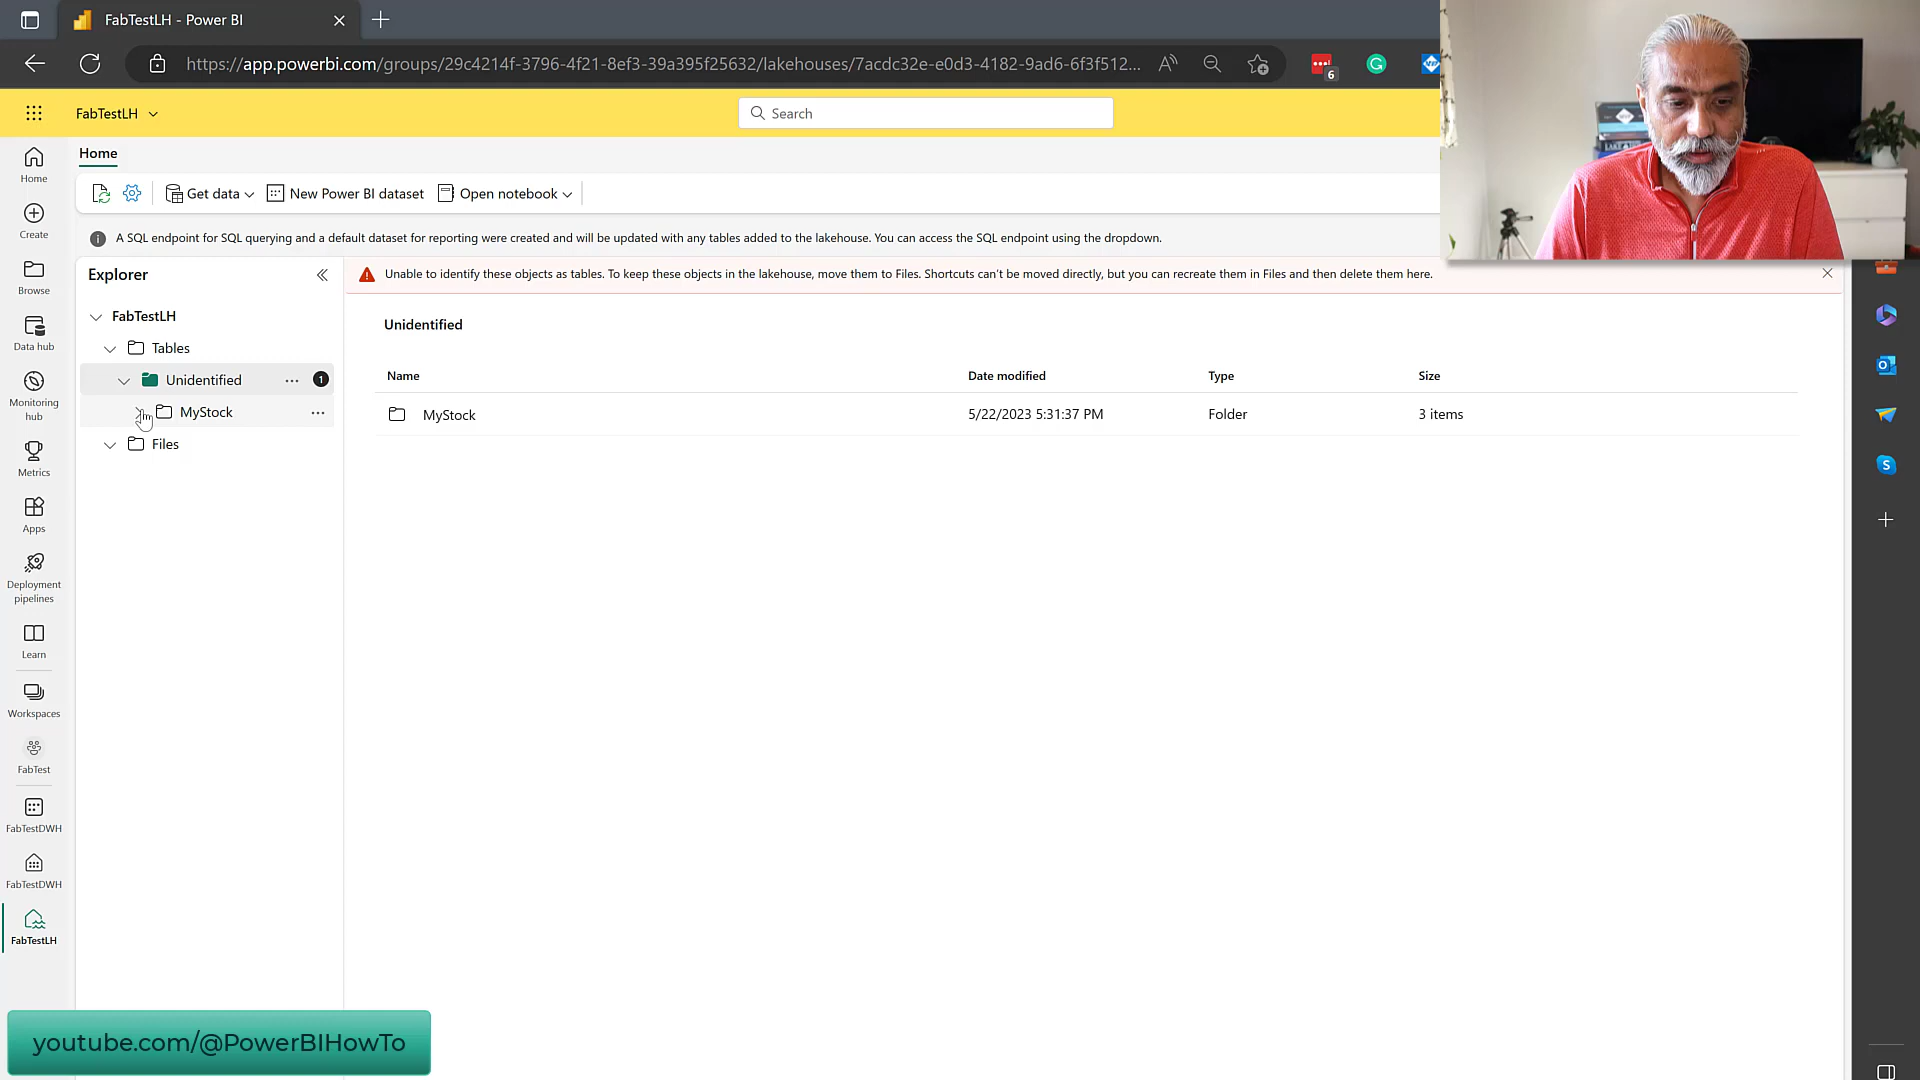 FabTestLH - Power BI
https://app.powerbi.com/groups/29c4214f-3796-4f21-8ef3-39a395f25632/lakehouses/7acdc32e-e0d3-4182-9ad6-6f3f512...
6
FabTestLH
Search
Home
Get data
New Power BI dataset
Open notebook
A SQL endpoint for SQL querying and a default dataset for reporting were created and will be updated with any tables added to the lakehouse. You can access the SQL endpoint using the dropdown.
Home
Create
Browse
Data hub
Monitoring
hub
Metrics
Apps
Deployment
pipelines
Learn
Workspaces
FabTest
FabTestDWH
FabTestDWH
FabTestLH
Explorer
FabTestLH
Tables
Unidentified
1
MyStock
Files
Unable to identify these objects as tables. To keep these objects in the lakehouse, move them to Files. Shortcuts can't be moved directly, but you can recreate them in Files and then delete them here.
Unidentified
Name Date modified Type Size
MyStock 5/22/2023 5:31:37 PM Folder 3 items
youtube.com/@PowerBIHowTo